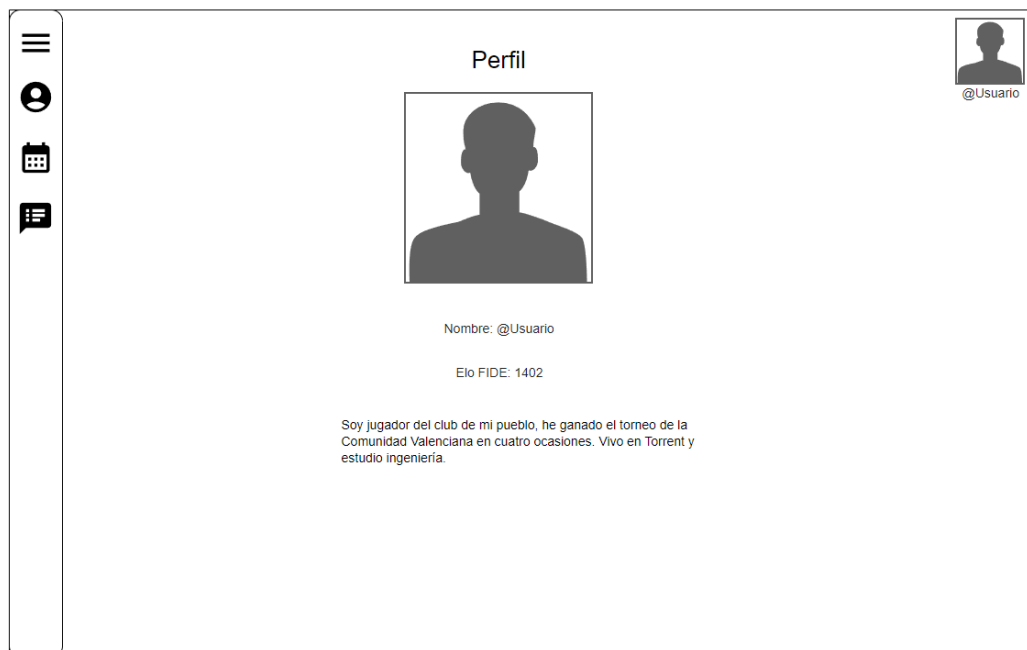 Perfil
@Usuario
Nombre: @Usuario
Elo FIDE: 1402
Soy jugador del club de mi pueblo, he ganado el torneo de la
Comunidad Valenciana en cuatro ocasiones. Vivo en Torrent y
estudio ingeniería.